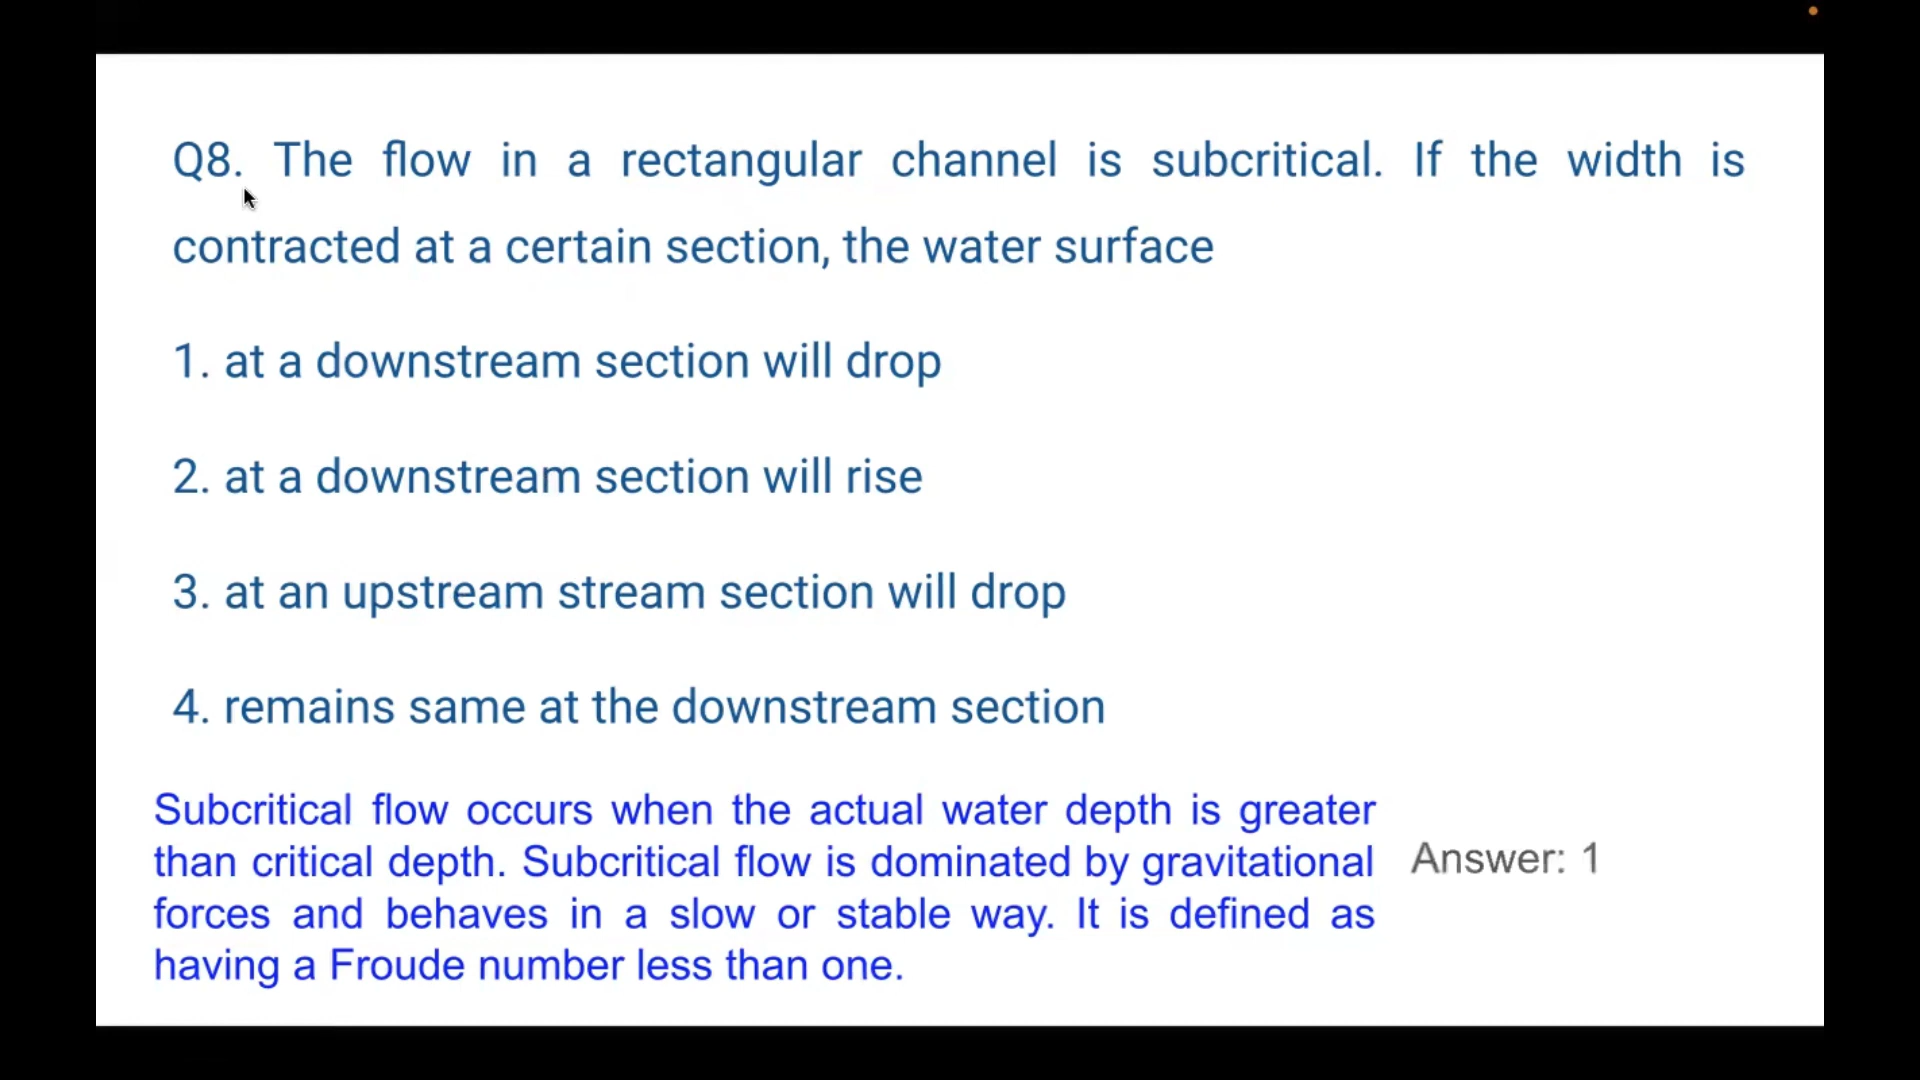 Q8. The flow in a rectangular channel is subcritical. If the width is
contracted at a certain section, the water surface
1. at a downstream section will drop
2. at a downstream section will rise
3. at an upstream stream section will drop
4. remains same at the downstream section
Subcritical flow occurs when the actual water depth is greater
than critical depth. Subcritical flow is dominated by gravitational
forces and behaves in a slow or stable way. It is defined as
having a Froude number less than one.
Answer: 1